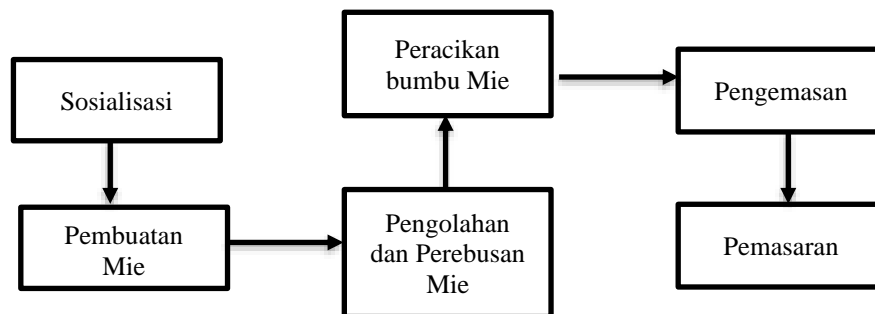 Sosialisasi
Pembuatan
Mie
Pengolahan
dan Perebusan
Mie
Peracikan
bumbu Mie
Pengemasan
Pemasaran